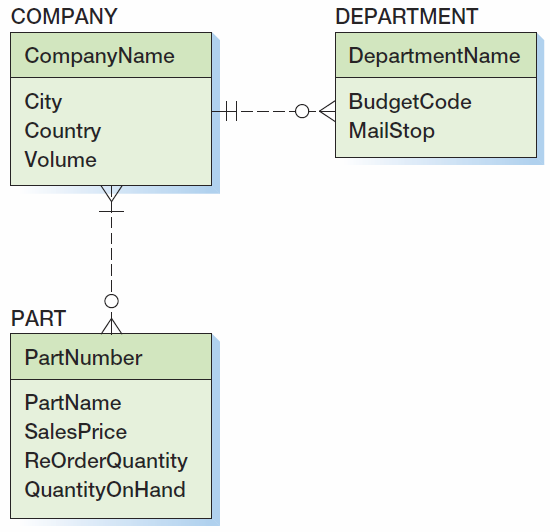 COMPANY
CompanyName
City
Country
Volume
DEPARTMENT
DepartmentName
BudgetCode
MailStop
PART
PartNumber
PartName
SalesPrice
ReOrderQuantity
QuantityOnHand